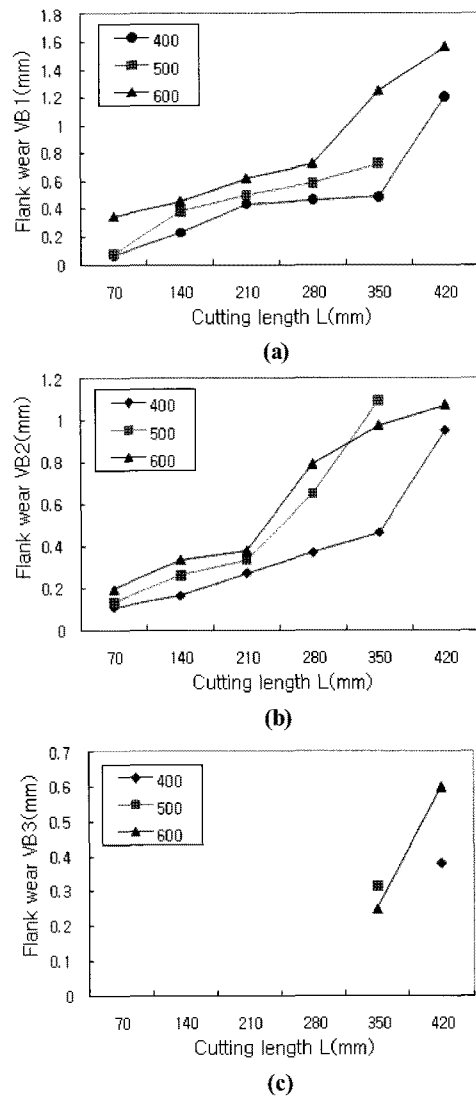 1.8
1.6
1.4
1.2
1
0.8
0.6
0.4
0.2
0
Flank wear VB1(mm)
400
500
600
70 140 210 280 350 420
Cutting length L(mm)
(a)
1.2
1
0.8
0.6
0.4
0.2
0
Flank wear VB2(mm)
400
500
600
70 140 210 280 350 420
Cutting length L(mm)
(b)
0.7
0.6
0.5
0.4
0.3
0.2
0.1
0
Flank wear VB3(mm)
400
500
600
70 140 210 280 350 420
Cutting length L(mm)
(c)